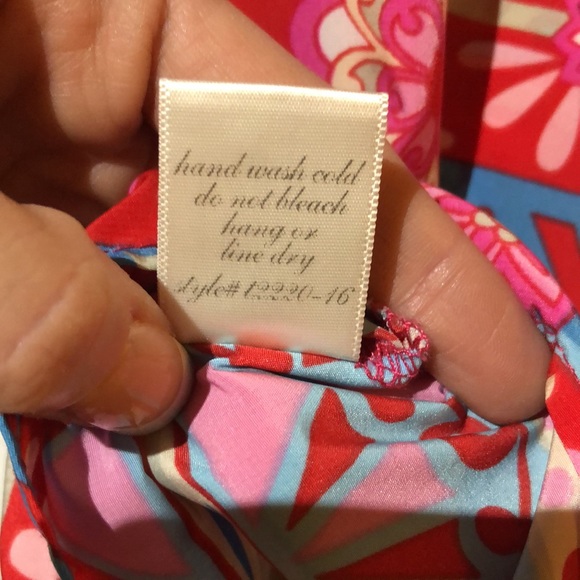 hand wash cold
do not bleach
hang or
line dry
style# t2220-16